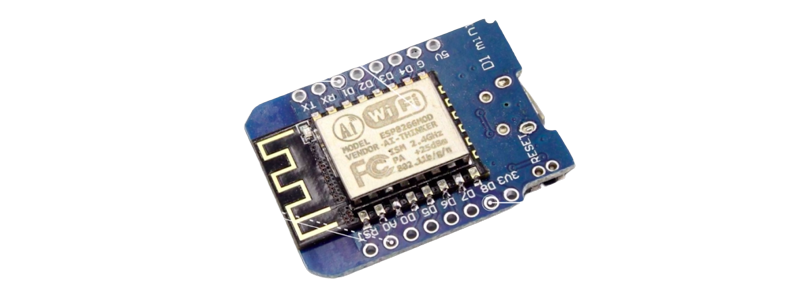 TX
RX
D1
D2
D3
D4
G
5V
D1 mini
Ai WiFi
MODEL ESP8266MOD
VENDOR AI-THINKER
ISM 2.4GHz
PA +25dBm
802.11b/g/n
FC
RESET
RST
A0
D0
D5
D6
D7
D8
3V3